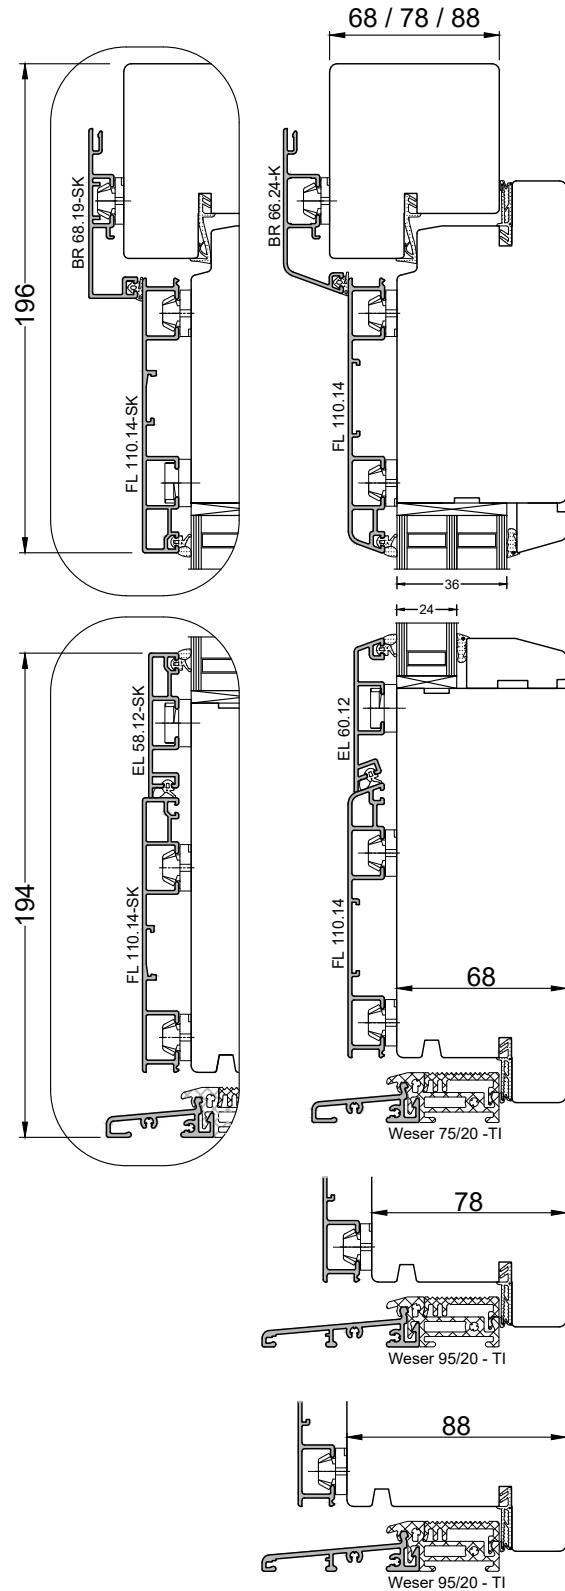 68 / 78 / 88
BR 68.19-SK
BR 66.24-K
196
FL 110.14-SK
FL 110.14
36
24
EL 58.12-SK
EL 60.12
194
FL 110.14-SK
FL 110.14
68
Weser 75/20 -TI
78
Weser 95/20 - TI
88
Weser 95/20 - TI